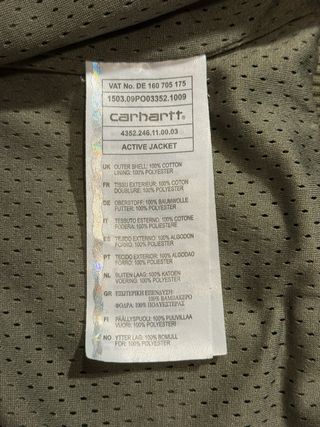 VAT No. DE 160 705 175
1503.09PO03352.1009
carhartt
4352.246.11.00.03
ACTIVE JACKET
UK OUTER SHELL: 100% COTTON
LINING: 100% POLYESTER
FR TISSU EXTERIEUR: 100% COTON
DOUBLURE: 100% POLYESTER
DE OBERSTOFF: 100% BAUMWOLLE
FUTTER: 100% POLYESTER
IT TESSUTO ESTERNO: 100% COTONE
FODERA: 100% POLIESTERE
ES TEJIDO EXTERNO: 100% ALGODON
FORRO: 100% POLIESTER
PT TECIDO EXTERIOR: 100% ALGODAO
FORRO: 100% POLIESTER
NL BUITEN LAAG: 100% KATOEN
VOERING: 100% POLYESTER
GR ΕΞΩΤΕΡΙΚΗ ΕΠΕΝΔΥΣΗ:
100% ΒΑΜΒΑΚΕΡΟ
ΦΟΔΡΑ: 100% ΠΟΛΥΕΣΤΕΡΑΣ
FI PÄÄLLYSPUOLI: 100% PUUVILLAA
VUORI: 100% POLYESTERI
NO YTTER LAG: 100% BOMULL
FOR: 100% POLYESTER